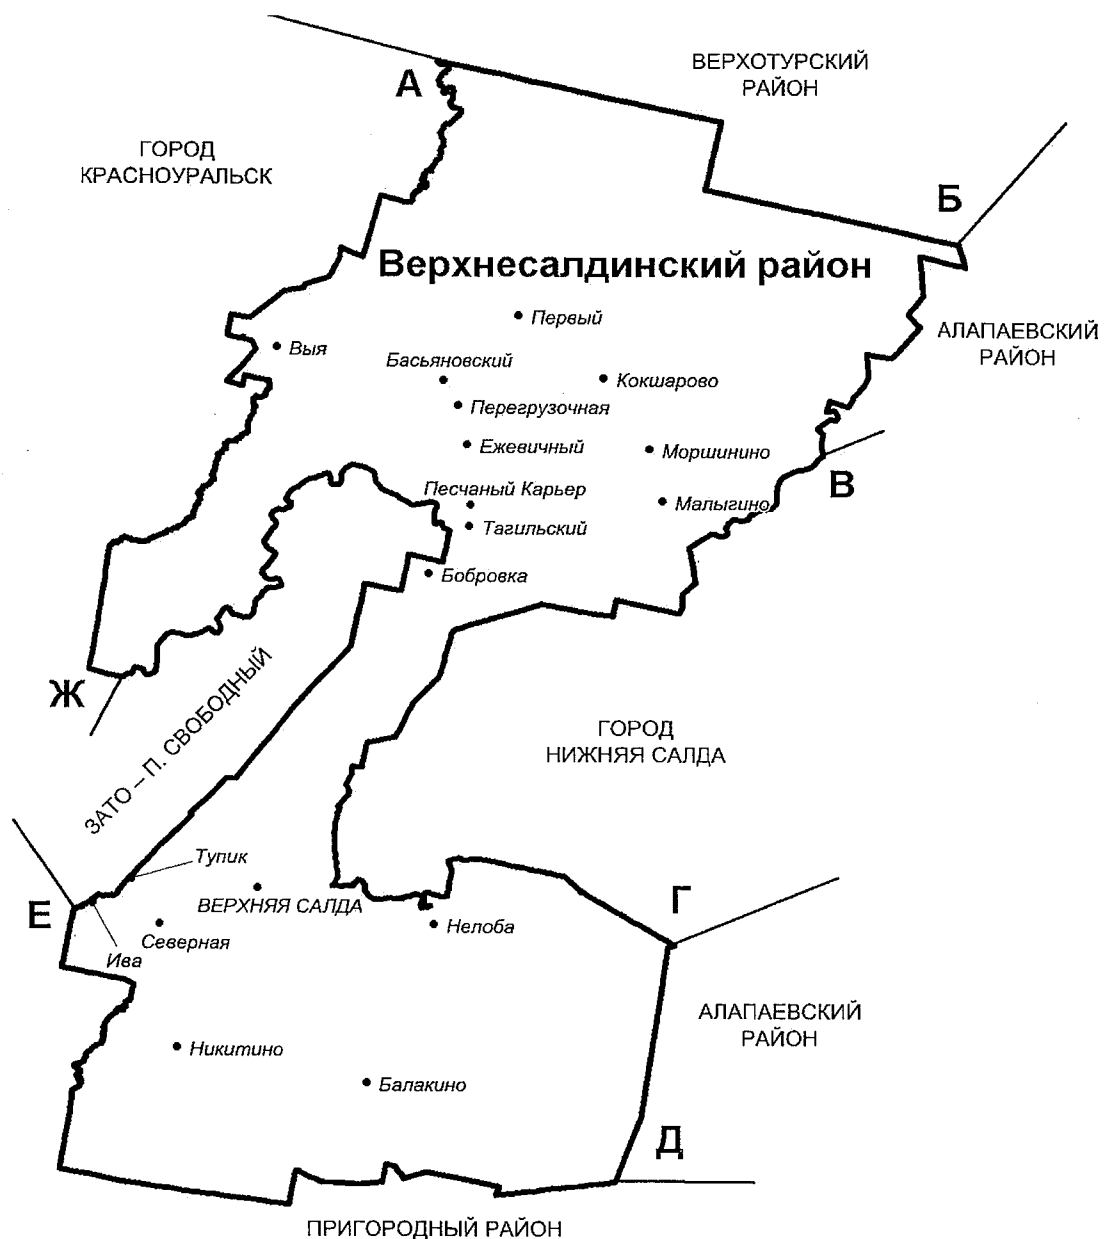 ВЕРХОТУРСКИЙ
РАЙОН
А
ГОРОД
КРАСНОУРАЛЬСК
Б
Верхнесалдинский район
Первый
АЛАПАЕВСКИЙ
РАЙОН
Выя
Басьяновский
Кокшарово
Перегрузочная
Ежевичный
Моршинино
В
Песчаный Карьер
Малыгино
Тагильский
Бобровка
Ж
ЗАТО – П. СВОБОДНЫЙ
ГОРОД
НИЖНЯЯ САЛДА
Тупик
ВЕРХНЯЯ САЛДА
Г
Е
Нелоба
Северная
Ива
АЛАПАЕВСКИЙ
РАЙОН
Никитино
Балакино
Д
ПРИГОРОДНЫЙ РАЙОН